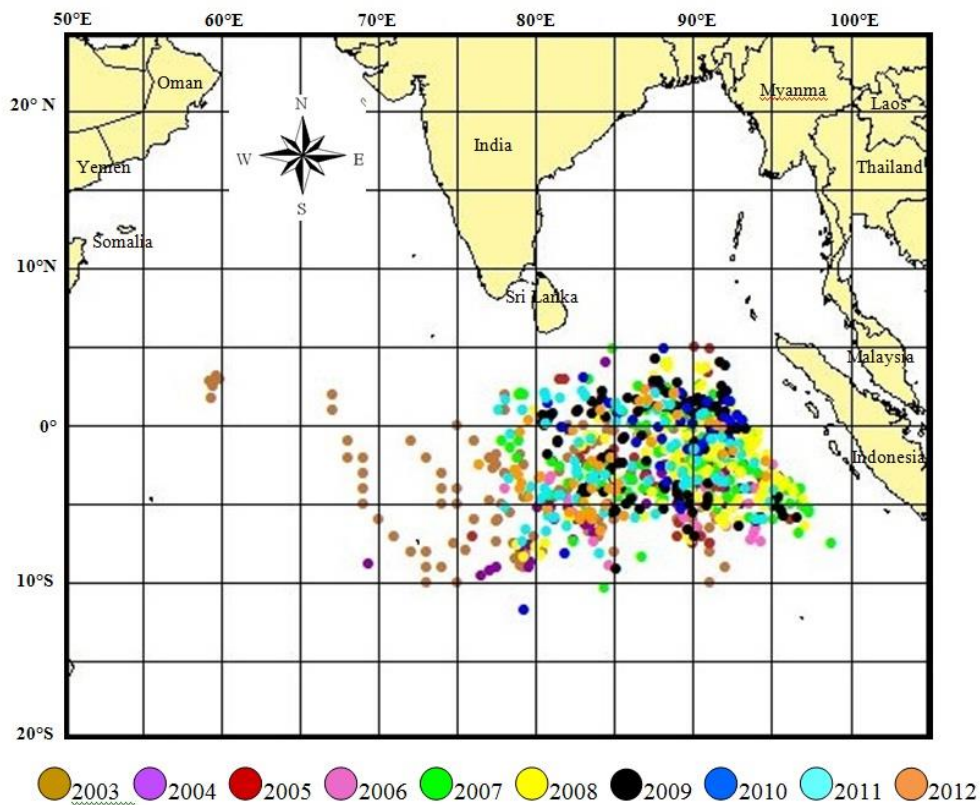 50°E 60°E 70°E 80°E 90°E 100°E
Oman
20° N
N
Myanma
Laos
India
W E
Yemen
Thailand
S
Somalia
10°N
Sri Lanka
Malaysia
0°
Indonesia
10°S
20°S
2003 2004 2005 2006 2007 2008 2009 2010 2011 2012